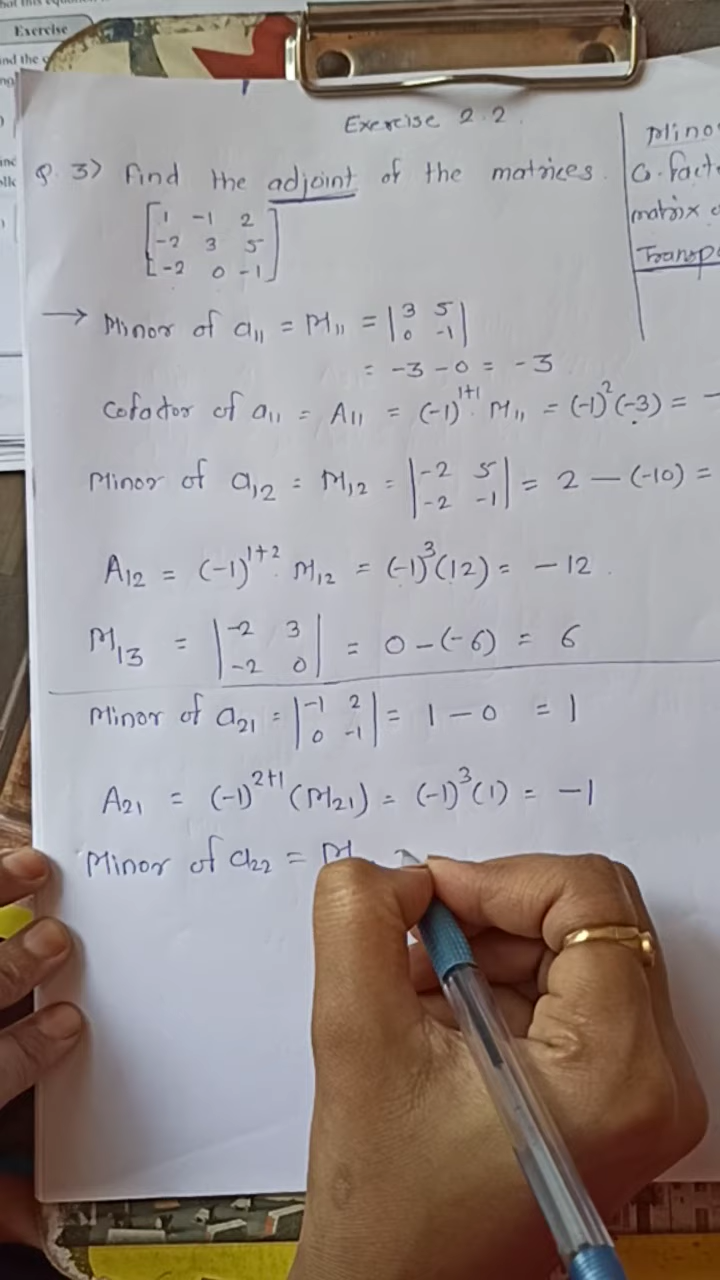 Exercise
Exercise 2.2
Q. 3) Find the adjoint of the matrices.
[1 -1 2
-2 3 5
-2 0 -1]
→ Minor of a₁₁ = M₁₁ = |3 5
0 -1|
= -3 - 0 = -3
Cofactor of a₁₁ = A₁₁ = (-1)¹⁺¹ · M₁₁ = (-1)²(-3) = -
Minor of a₁₂ = M₁₂ = |-2 5
-2 -1| = 2 - (-10) =
A₁₂ = (-1)¹⁺² · M₁₂ = (-1)³(12) = -12.
M₁₃ = |-2 3
-2 0| = 0 - (-6) = 6
Minor of a₂₁ = |-1 2
0 -1| = 1 - 0 = 1
A₂₁ = (-1)²⁺¹ (M₂₁) = (-1)³(1) = -1
Minor of a₂₂ = M
Mino
Co.fact
matrix
Transp